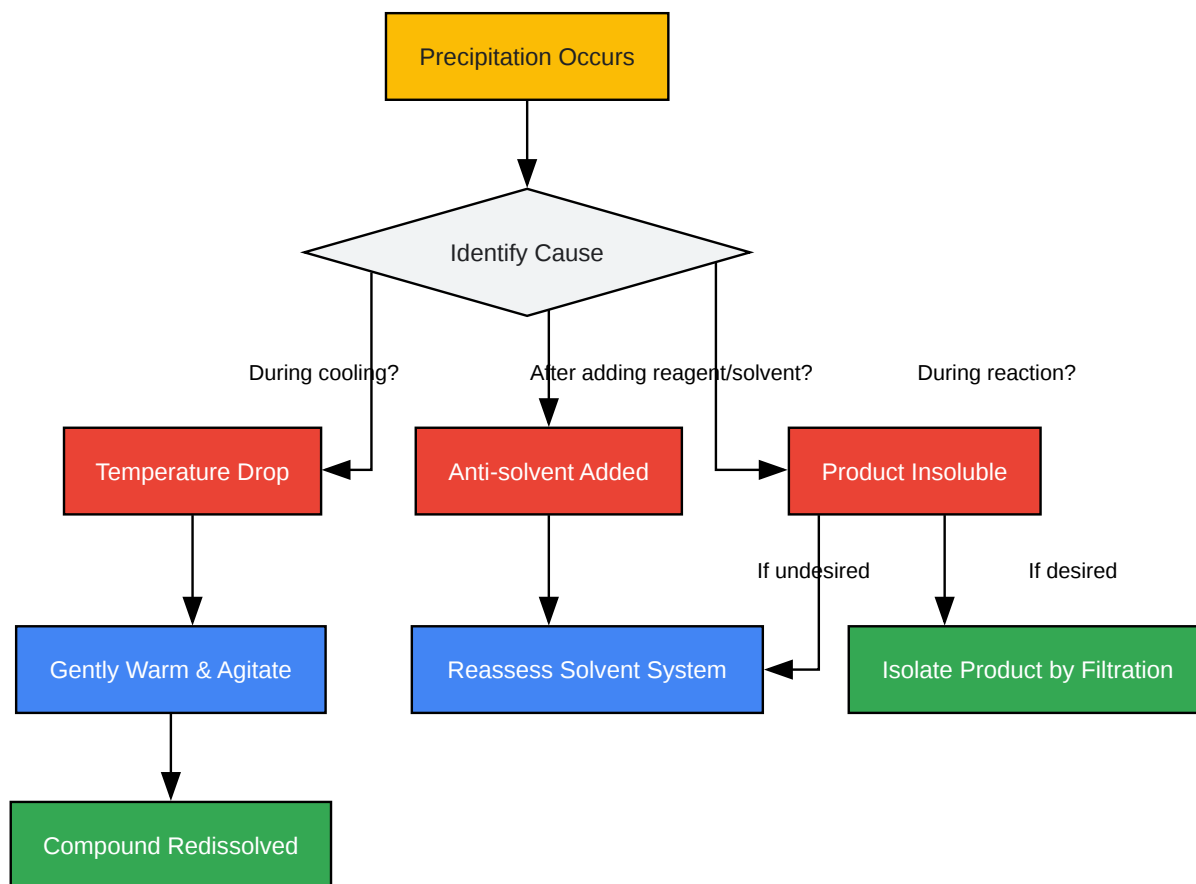 Precipitation Occurs
Identify Cause
During cooling?
After adding reagent/solvent?
During reaction?
Temperature Drop
Anti-solvent Added
Product Insoluble
If undesired
If desired
Gently Warm & Agitate
Reassess Solvent System
Isolate Product by Filtration
Compound Redissolved